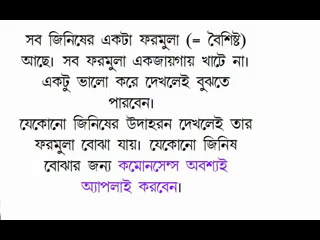 সব জিনিষের একটা ফরমুলা (= বৈশিষ্ট)
আছে। সব ফরমুলা একজায়গায় খাটে না।
একটু ভালো করে দেখলেই বুঝতে
পারবেন।
যেকোনো জিনিষের উদাহরন দেখলেই তার
ফরমুলা বোঝা যায়। যেকোনো জিনিষ
বোঝার জন্য কমোনসেন্স অবশ্যই
অ্যাপলাই করবেন।